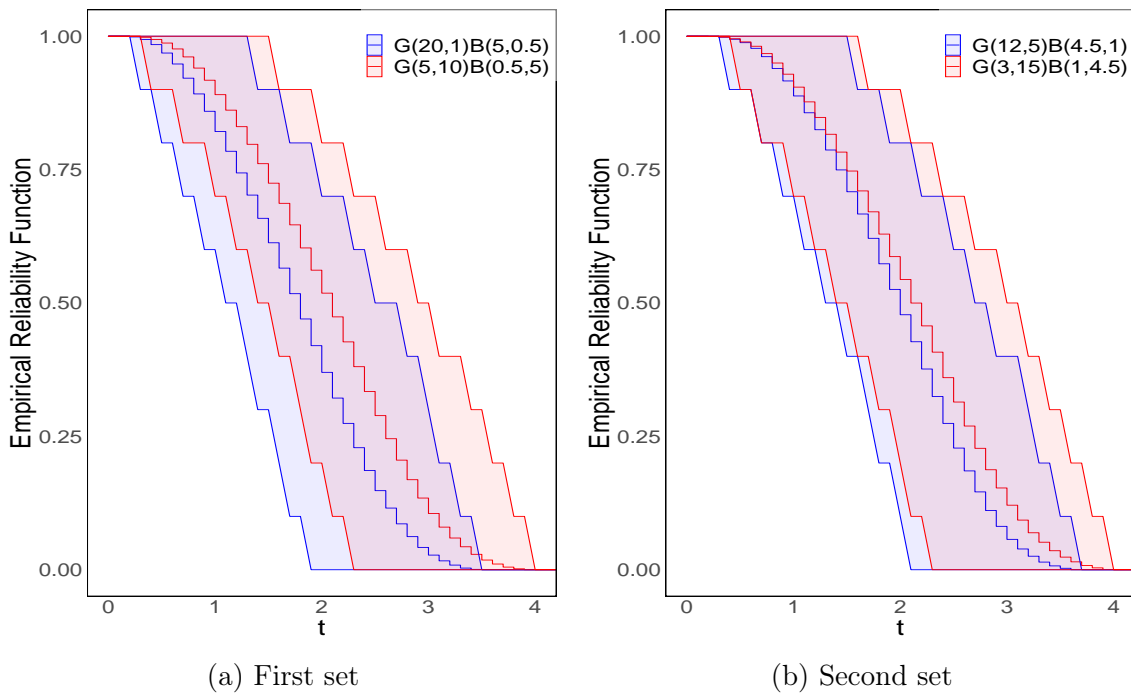 G(20,1)B(5,0.5)
G(5,10)B(0.5,5)
Empirical Reliability Function
1.00
0.75
0.50
0.25
0.00
0 1 2 3 4
t
(a) First set
G(12,5)B(4.5,1)
G(3,15)B(1,4.5)
Empirical Reliability Function
1.00
0.75
0.50
0.25
0.00
0 1 2 3 4
t
(b) Second set